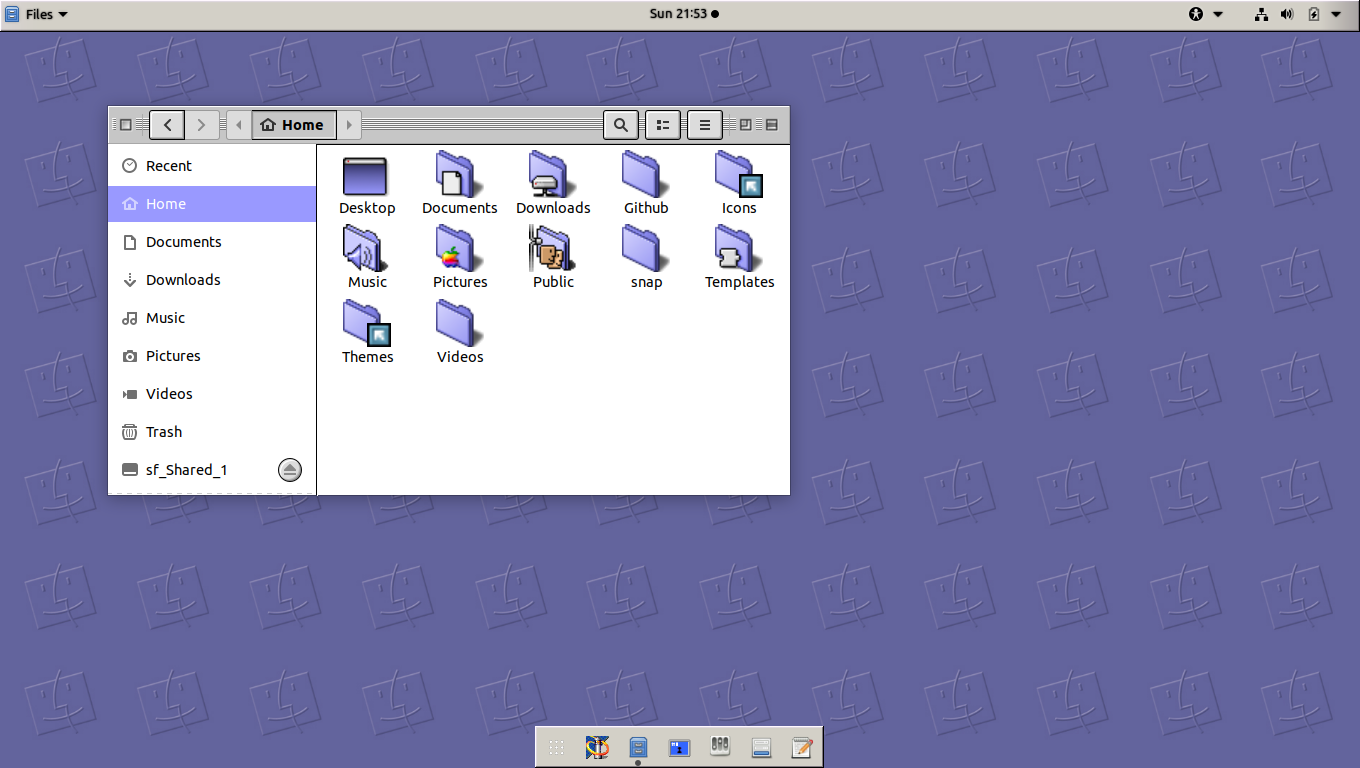 Files
Sun 21:53
Home
Recent
Home
Documents
Downloads
Music
Pictures
Videos
Trash
sf_Shared_1
Desktop Documents Downloads Github Icons
Music Pictures Public snap Templates
Themes Videos